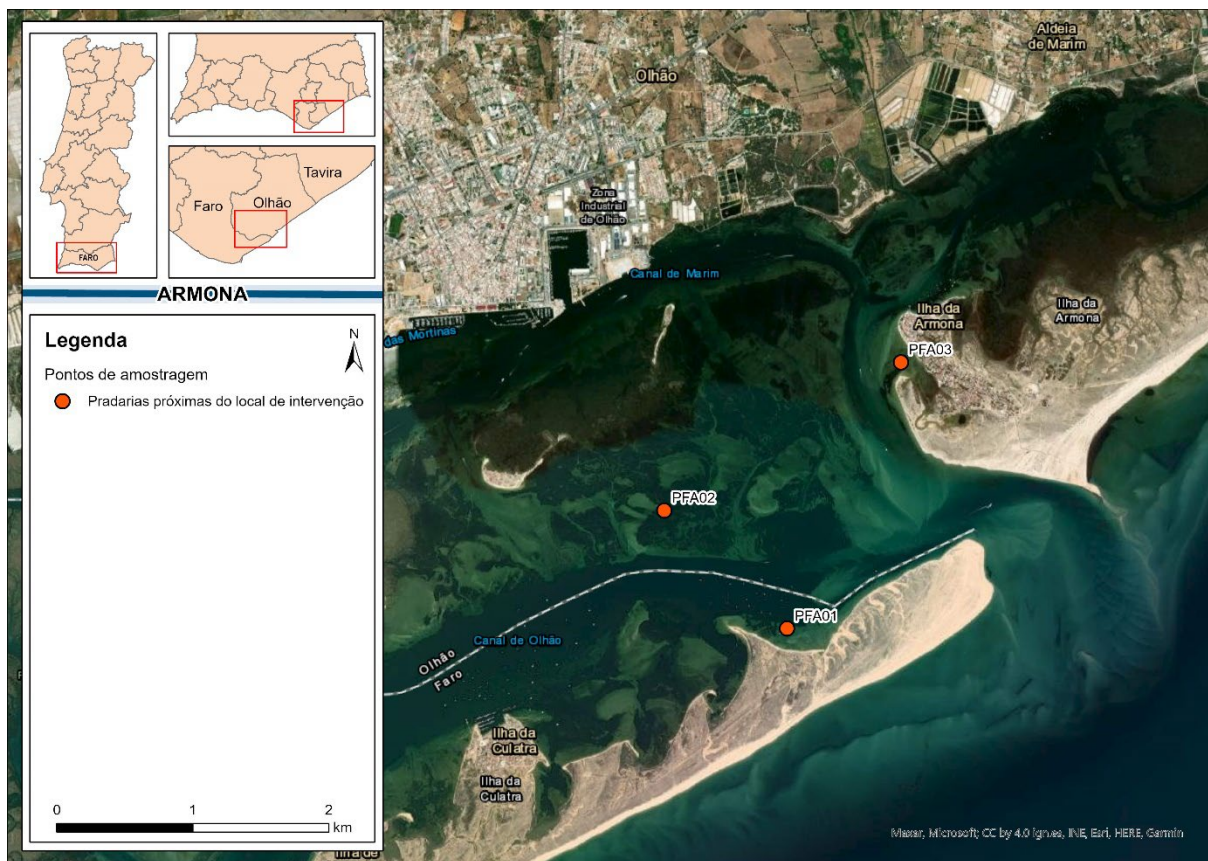 FARO
Faro
Olhão
Tavira
ARMONA
Legenda
N
Pontos de amostragem
Pradarias próximas do local de intervenção
0 1 2
km
Aldeia
de Marim
Olhão
Zona
Industrial
de Olhão
Canal de Marim
das Mortinas
Ilha da
Armona
Ilha da
Armona
PFA03
PFA02
PFA01
Canal de Olhão
Olhão
Faro
Ilha da
Culatra
Ilha da
Culatra
Ilha de
Maxar, Microsoft; CC by 4.0 ign.es, INE, Esri, HERE, Garmin